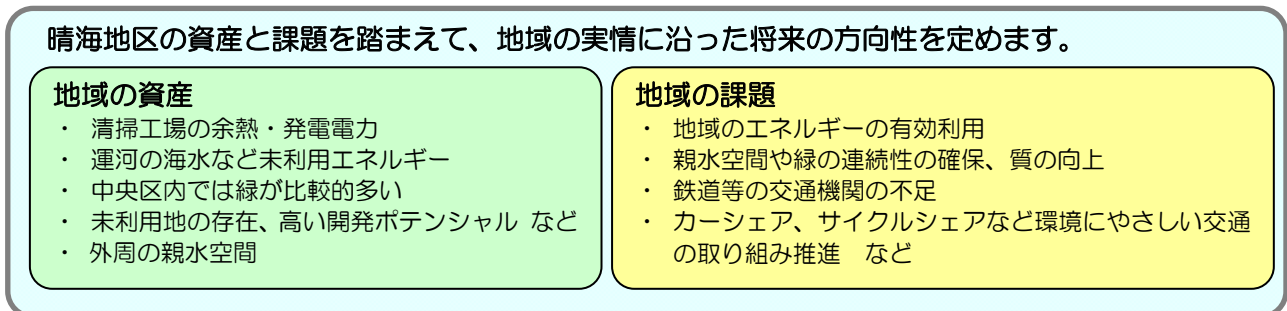 晴海地区の資産と課題を踏まえて、地域の実情に沿った将来の方向性を定めます。
地域の資産
・ 清掃工場の余熱・発電電力
・ 運河の海水など未利用エネルギー
・ 中央区内では緑が比較的多い
・ 未利用地の存在、高い開発ポテンシャル など
・ 外周の親水空間
地域の課題
・ 地域のエネルギーの有効利用
・ 親水空間や緑の連続性の確保、質の向上
・ 鉄道等の交通機関の不足
・ カーシェア、サイクルシェアなど環境にやさしい交通
の取り組み推進　など